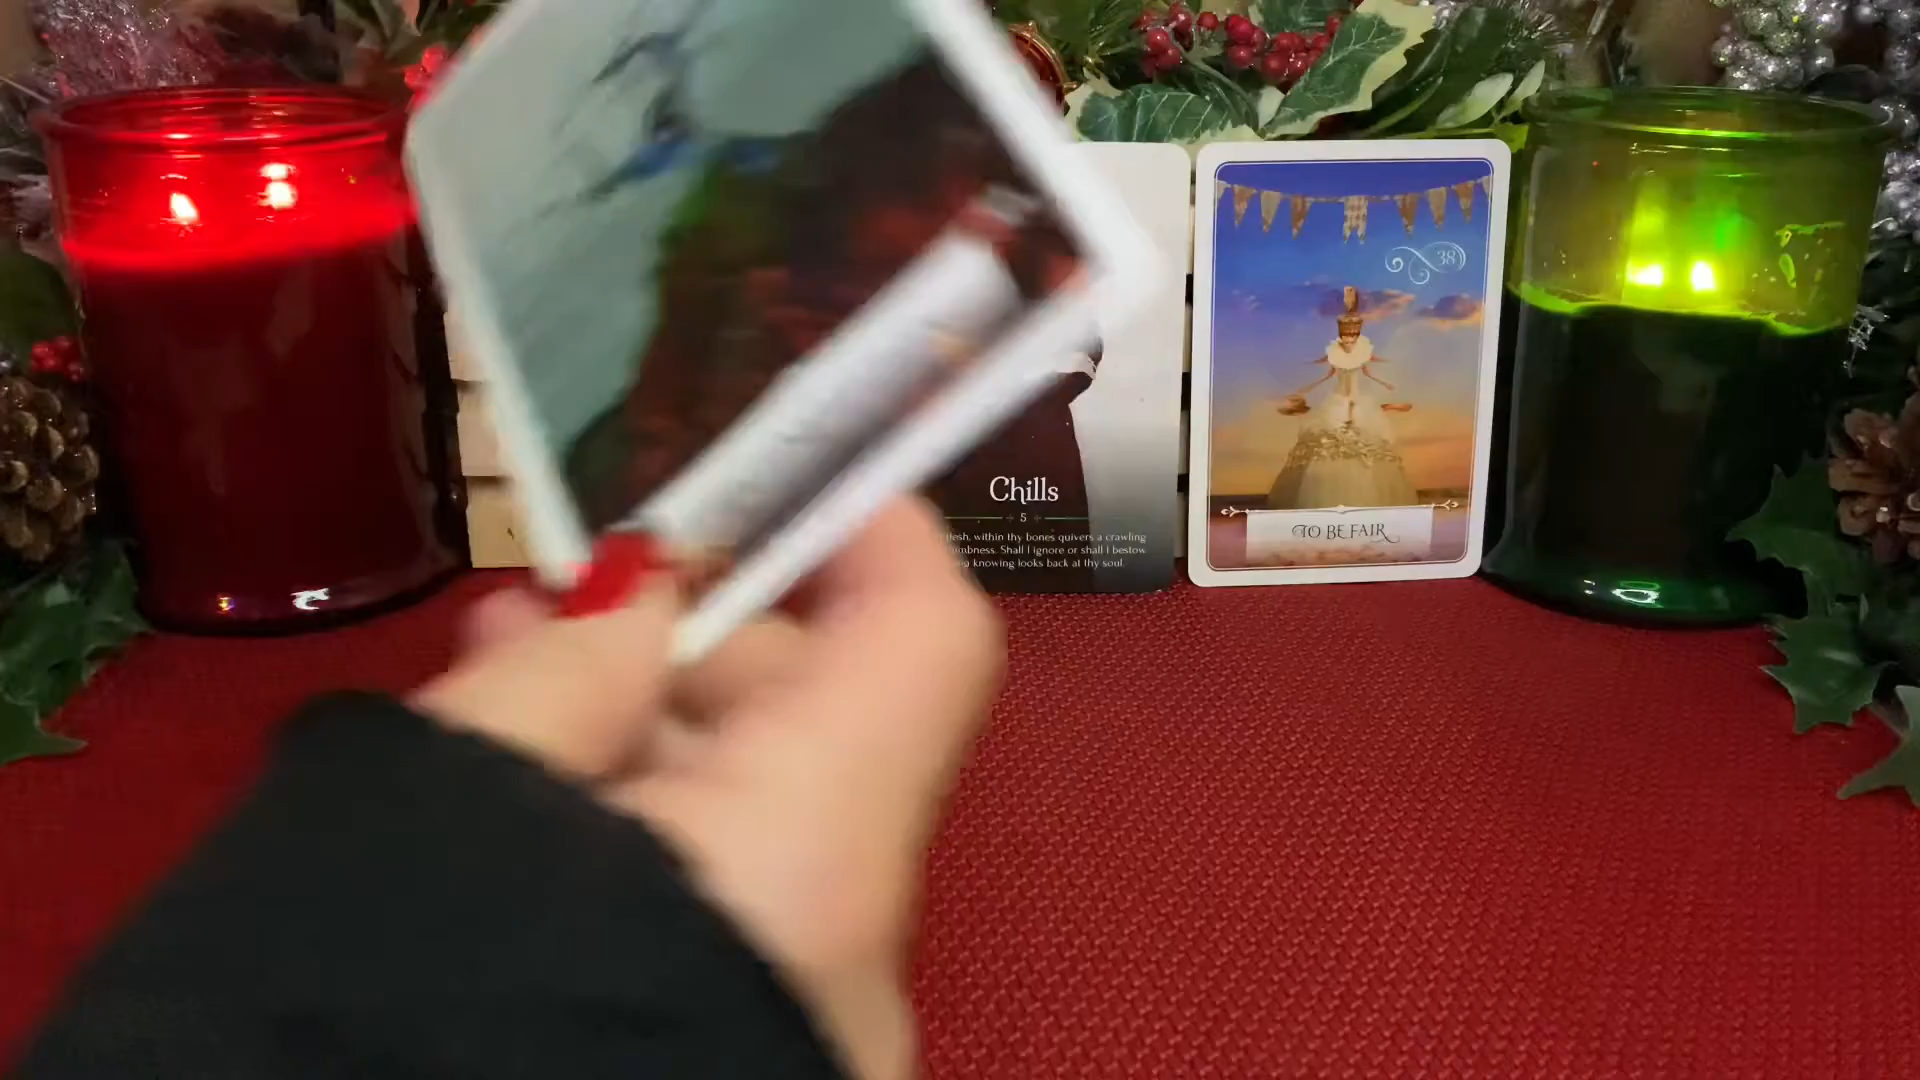 Chills
5
flesh, within thy bones quivers a crawling
numbness. Shall I ignore or shall I bestow
knowing looks back at thy soul.
38
TO BE FAIR